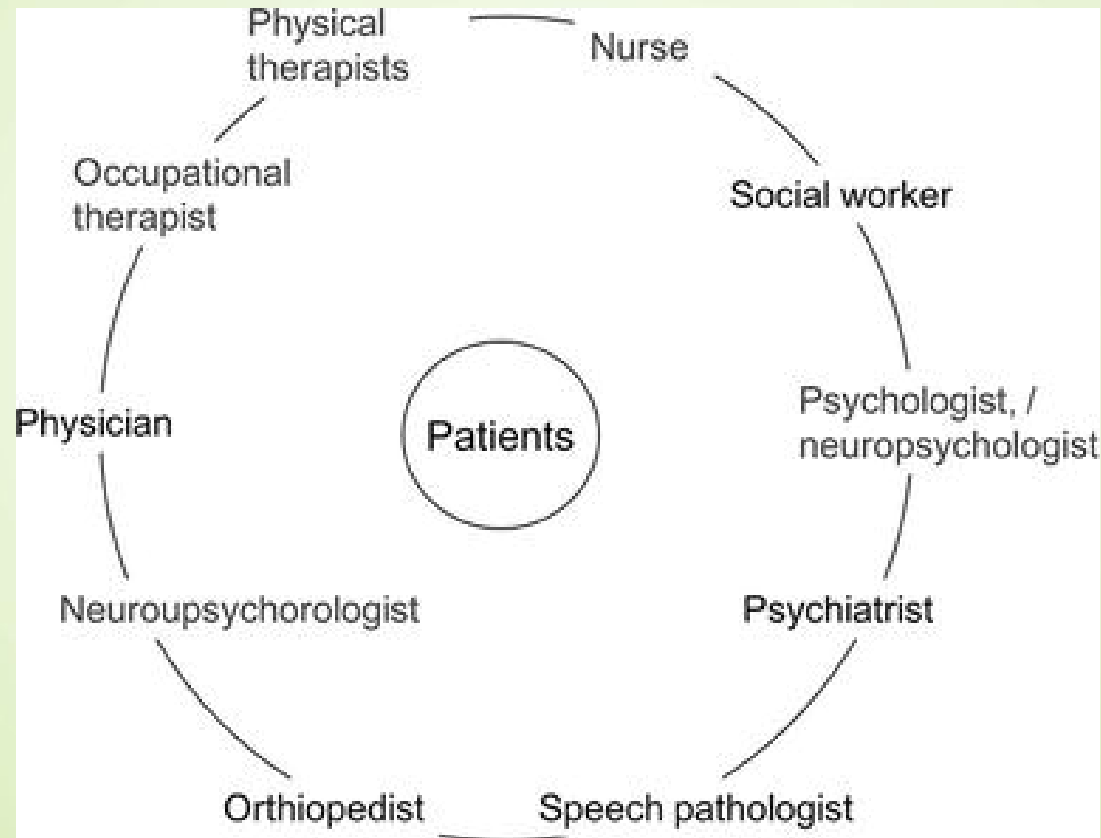 Physical
therapists
Nurse
Occupational
therapist
Social worker
Physician
Patients
Psychologist, /
neuropsychologist
Neuroupsychorologist
Psychiatrist
Orthiopedist
Speech pathologist